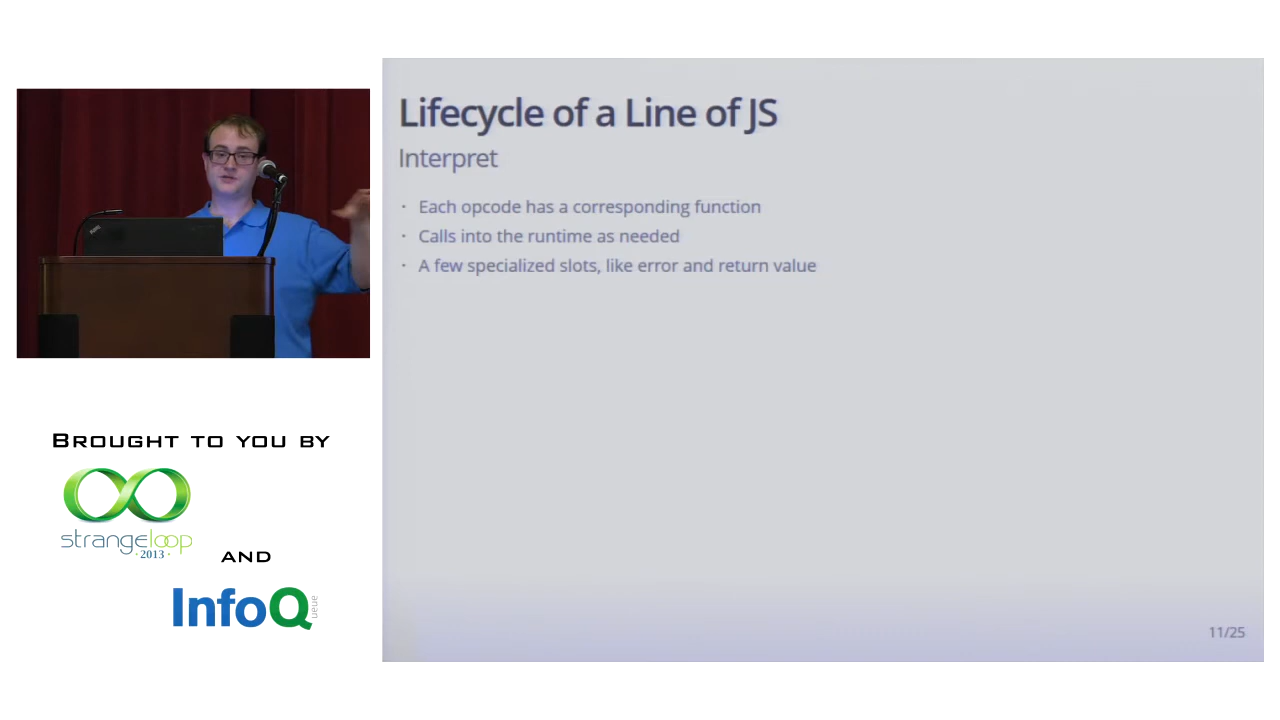 Lifecycle of a Line of JS
Interpret
· Each opcode has a corresponding function
· Calls into the runtime as needed
· A few specialized slots, like error and return value
11/25
BROUGHT TO YOU BY
strangeloop
· 2013 ·
AND
InfoQ
ueue